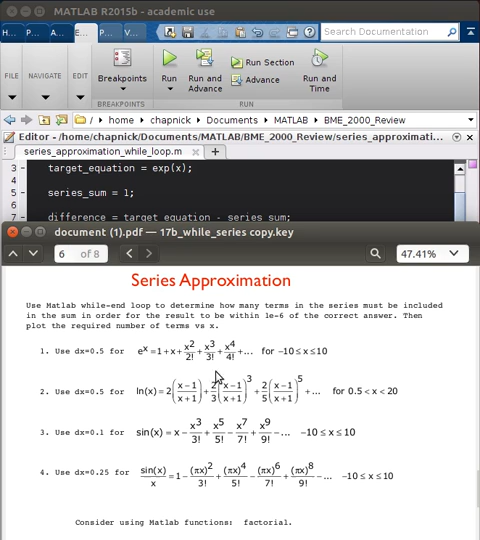 MATLAB R2015b - academic use
H... P... A... E... P... V...
Search Documentation
FILE
NAVIGATE
EDIT
Breakpoints
Run
Run and
Advance
Run Section
Advance
Run and
Time
BREAKPOINTS
RUN
/ home chapnick Documents MATLAB BME_2000_Review
Editor - /home/chapnick/Documents/MATLAB/BME_2000_Review/series_approximati...
series_approximation_while_loop.m × +
3 - target_equation = exp(x);
4
5 - series_sum = 1;
6
7 - difference = target_equation - series_sum;
document (1).pdf — 17b_while_series copy.key
6 of 8
47.41%
Series Approximation
Use Matlab while-end loop to determine how many terms in the series must be included
in the sum in order for the result to be within 1e-6 of the correct answer. Then
plot the required number of terms vs x.
1. Use dx=0.5 for e^x = 1 + x + x^2/2! + x^3/3! + x^4/4! + ... for −10 ≤ x ≤ 10
2. Use dx=0.5 for ln(x) = 2((x−1)/(x+1)) + 2/3((x−1)/(x+1))^3 + 2/5((x−1)/(x+1))^5 + ... for 0.5 < x < 20
3. Use dx=0.1 for sin(x) = x − x^3/3! + x^5/5! − x^7/7! + x^9/9! − ... −10 ≤ x ≤ 10
4. Use dx=0.25 for sin(x)/x = 1 − (πx)^2/3! + (πx)^4/5! − (πx)^6/7! + (πx)^8/9! − ... −10 ≤ x ≤ 10
Consider using Matlab functions: factorial.